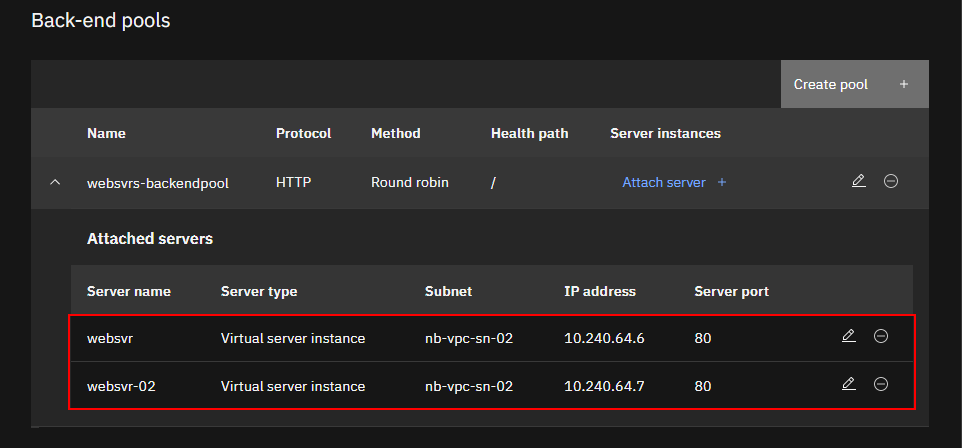 Back-end pools
Create pool +
Name Protocol Method Health path Server instances
websvrs-backendpool HTTP Round robin / Attach server +
Attached servers
Server name Server type Subnet IP address Server port
websvr Virtual server instance nb-vpc-sn-02 10.240.64.6 80
websvr-02 Virtual server instance nb-vpc-sn-02 10.240.64.7 80